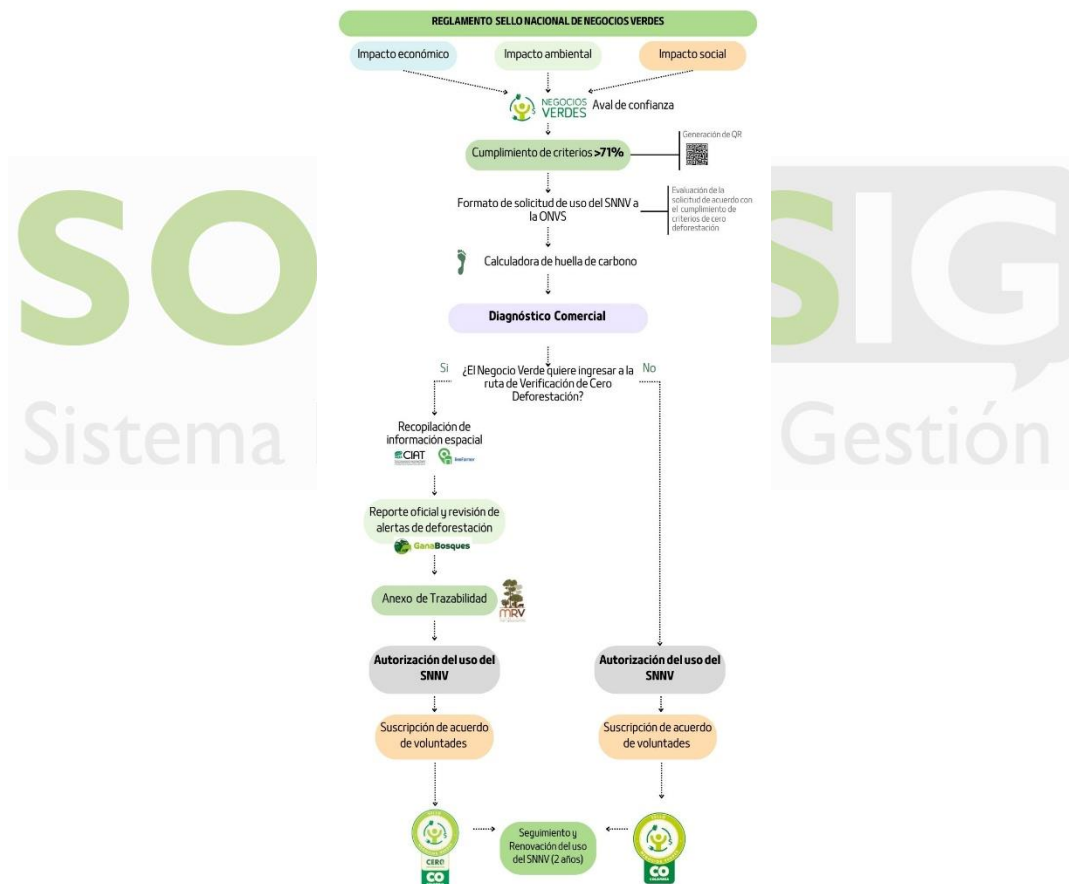 REGLAMENTO SELLO NACIONAL DE NEGOCIOS VERDES
Impacto económico
Impacto ambiental
Impacto social
NEGOCIOS
VERDES
Aval de confianza
Cumplimiento de criterios >71%
Generación de QR
Formato de solicitud de uso del SNNV a
la ONVS
Evaluación de la
solicitud de acuerdo con
el cumplimiento de
criterios de cero
deforestación
Calculadora de huella de carbono
Diagnóstico Comercial
¿El Negocio Verde quiere ingresar a la
ruta de Verificación de Cero
Deforestación?
Si
No
Recopilación de
información espacial
CIAT
Reporte oficial y revisión de
alertas de deforestación
GanaBosques
Anexo de Trazabilidad
MRV
Autorización del uso del
SNNV
Autorización del uso del
SNNV
Suscripción de acuerdo
de voluntades
Suscripción de acuerdo
de voluntades
CERO
CO
Seguimiento y
Renovación del uso
del SNNV (2 años)
CO
SO
SIG
Sistema
Gestión